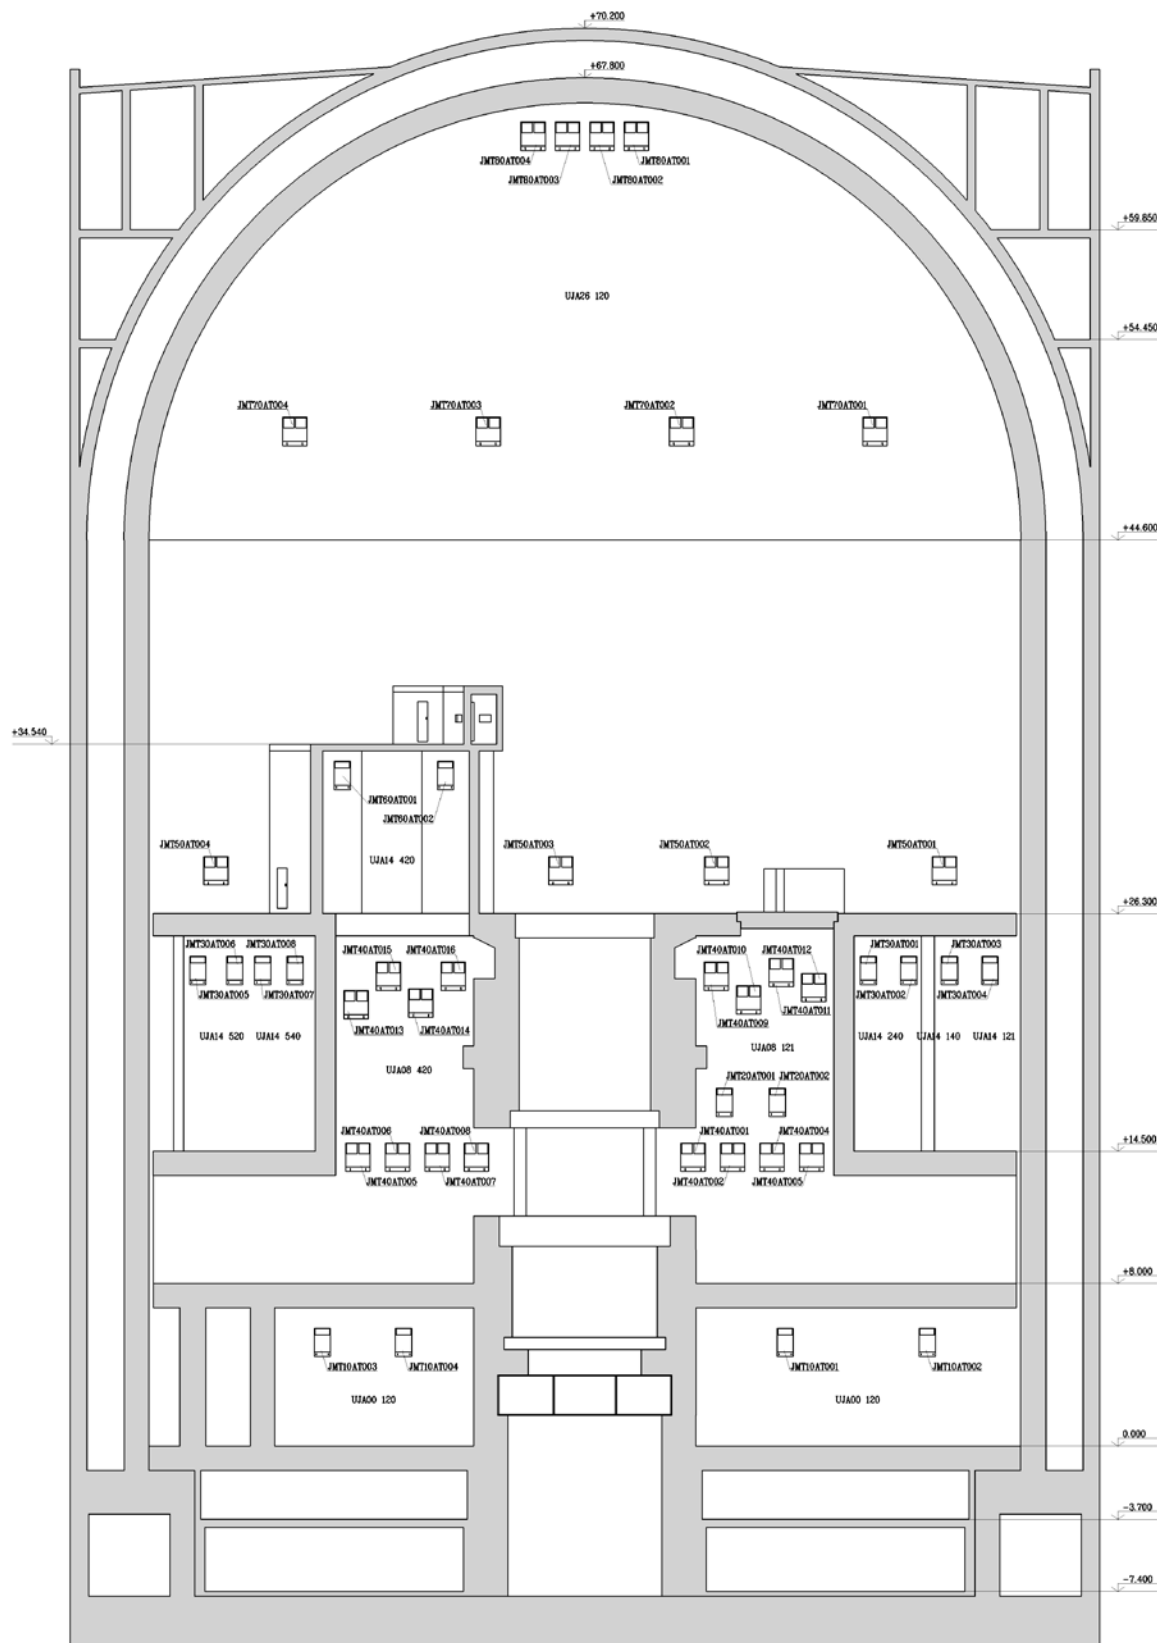 +70.200
+67.800
JMT80AT004
JMT80AT001
JMT80AT003
JMT80AT002
+59.650
UJA26 120
+54.450
JMT70AT004
JMT70AT003
JMT70AT002
JMT70AT001
+44.600
+34.540
JMT60AT001
JMT60AT002
JMT50AT004
JMT50AT003
JMT50AT002
JMT50AT001
UJA14 420
+26.300
JMT30AT006
JMT30AT008
JMT40AT015
JMT40AT016
JMT40AT010
JMT40AT012
JMT30AT001
JMT30AT003
JMT30AT005
JMT30AT007
JMT30AT002
JMT30AT004
JMT40AT011
JMT40AT009
JMT40AT013
JMT40AT014
UJA14 520
UJA14 540
UJA14 240
UJA14 140
UJA14 121
UJA08 121
UJA08 420
JMT20AT001
JMT20AT002
JMT40AT006
JMT40AT008
JMT40AT001
JMT40AT004
+14.500
JMT40AT005
JMT40AT007
JMT40AT002
JMT40AT005
+8.000
JMT10AT003
JMT10AT004
JMT10AT001
JMT10AT002
UJA00 120
UJA00 120
0.000
-3.700
-7.400